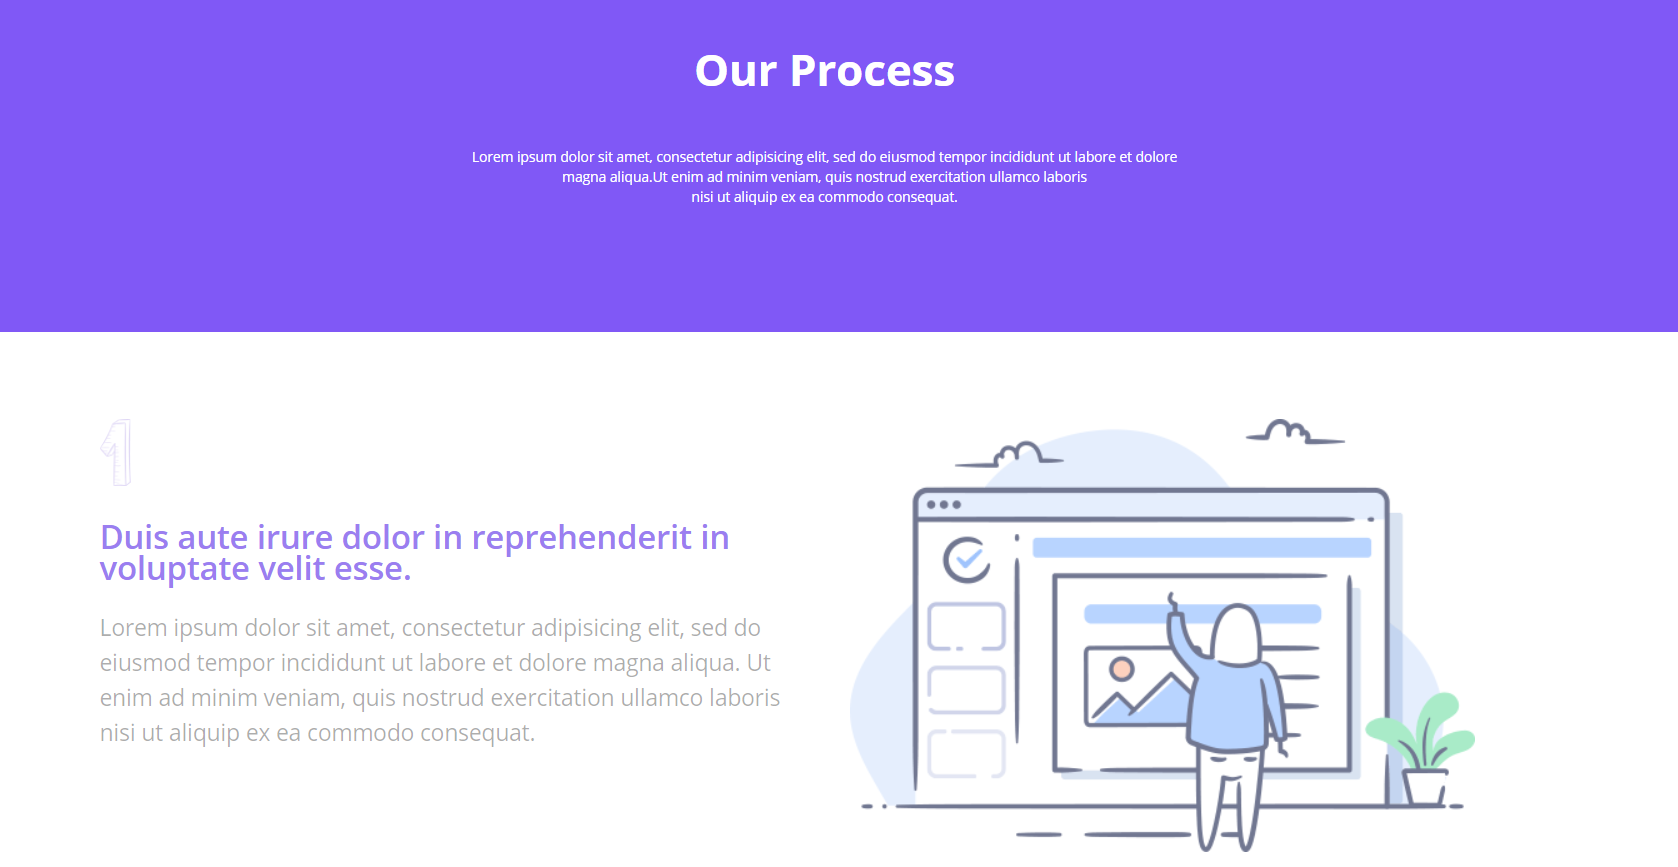 Our Process
Lorem ipsum dolor sit amet, consectetur adipisicing elit, sed do eiusmod tempor incididunt ut labore et dolore
magna aliqua.Ut enim ad minim veniam, quis nostrud exercitation ullamco laboris
nisi ut aliquip ex ea commodo consequat.
1
Duis aute irure dolor in reprehenderit in
voluptate velit esse.
Lorem ipsum dolor sit amet, consectetur adipisicing elit, sed do
eiusmod tempor incididunt ut labore et dolore magna aliqua. Ut
enim ad minim veniam, quis nostrud exercitation ullamco laboris
nisi ut aliquip ex ea commodo consequat.